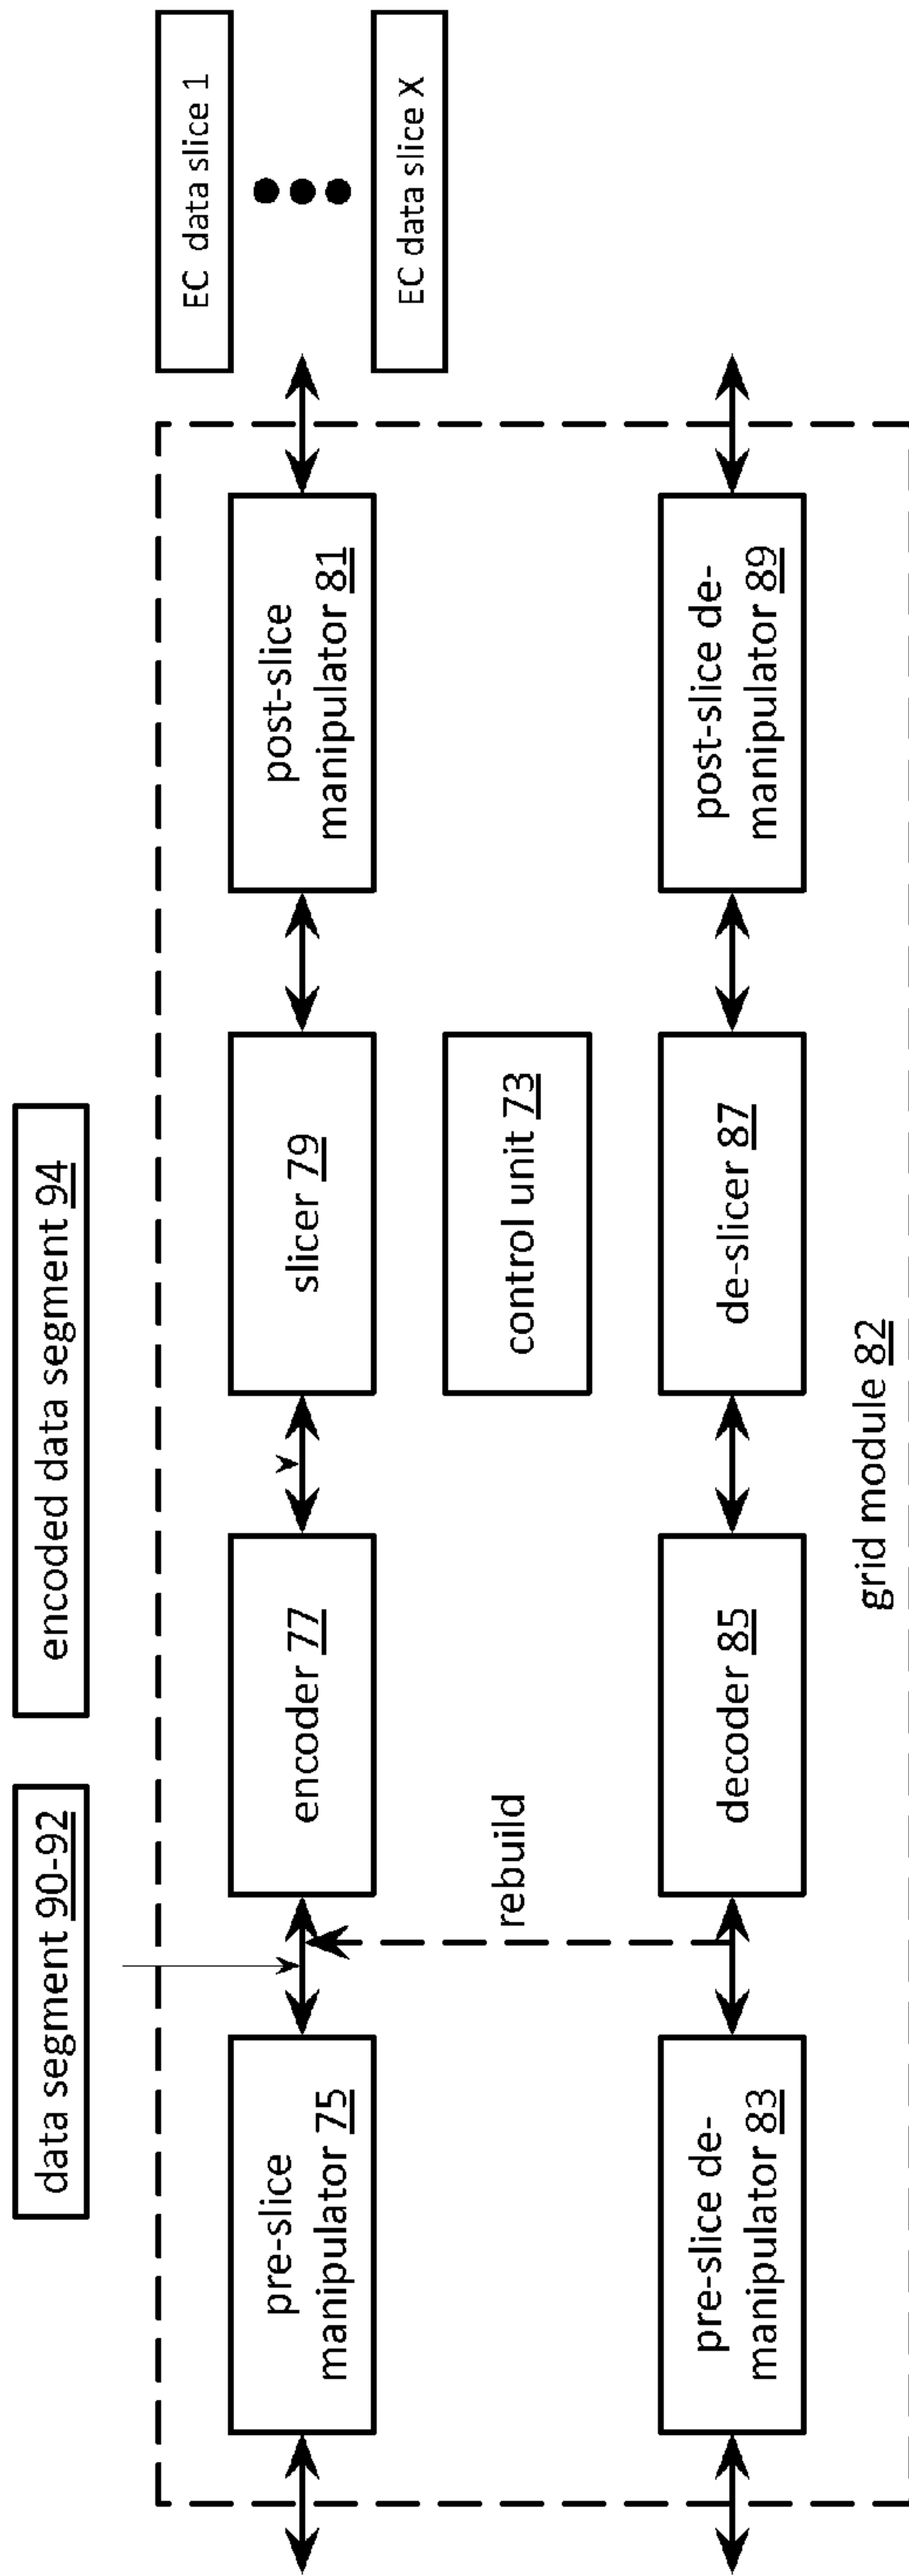 data segment 90-92
encoded data segment 94
EC data slice 1
EC data slice X
pre-slice
manipulator 75
encoder 77
slicer 79
post-slice
manipulator 81
rebuild
control unit 73
pre-slice de-
manipulator 83
decoder 85
de-slicer 87
post-slice de-
manipulator 89
grid module 82